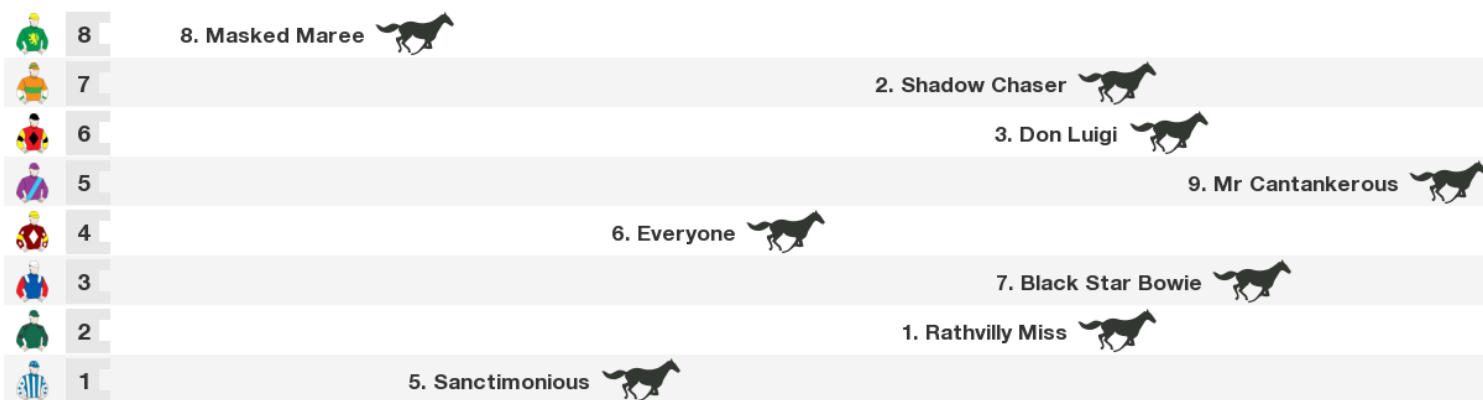 8 8. Masked Maree
7 2. Shadow Chaser
6 3. Don Luigi
5 9. Mr Cantankerous
4 6. Everyone
3 7. Black Star Bowie
2 1. Rathvilly Miss
1 5. Sanctimonious